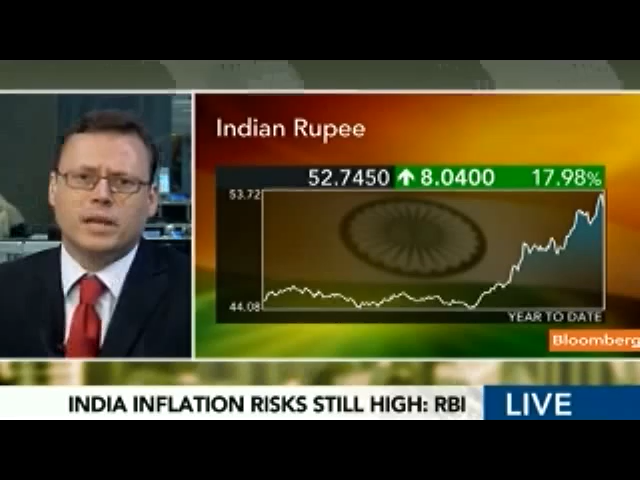 Indian Rupee
52.7450 ↑ 8.0400 17.98%
53.72
44.08
YEAR TO DATE
Bloomberg
INDIA INFLATION RISKS STILL HIGH: RBI
LIVE